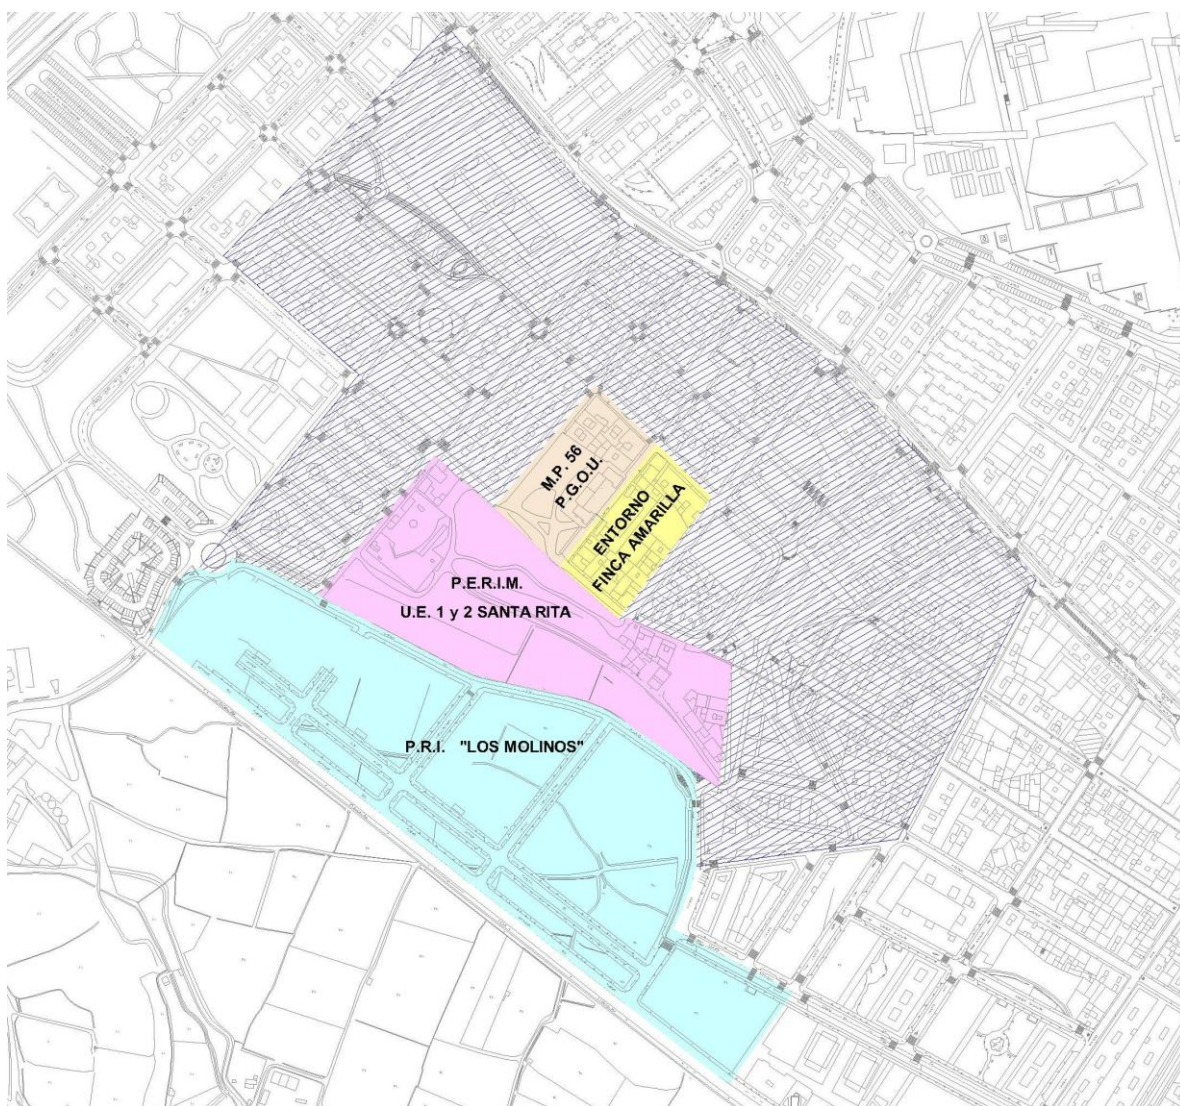 M.P. 56
P.G.O.U.
ENTORNO
FINCA AMARILLA
P.E.R.I.M.
U.E. 1 y 2 SANTA RITA
P.R.I. "LOS MOLINOS"